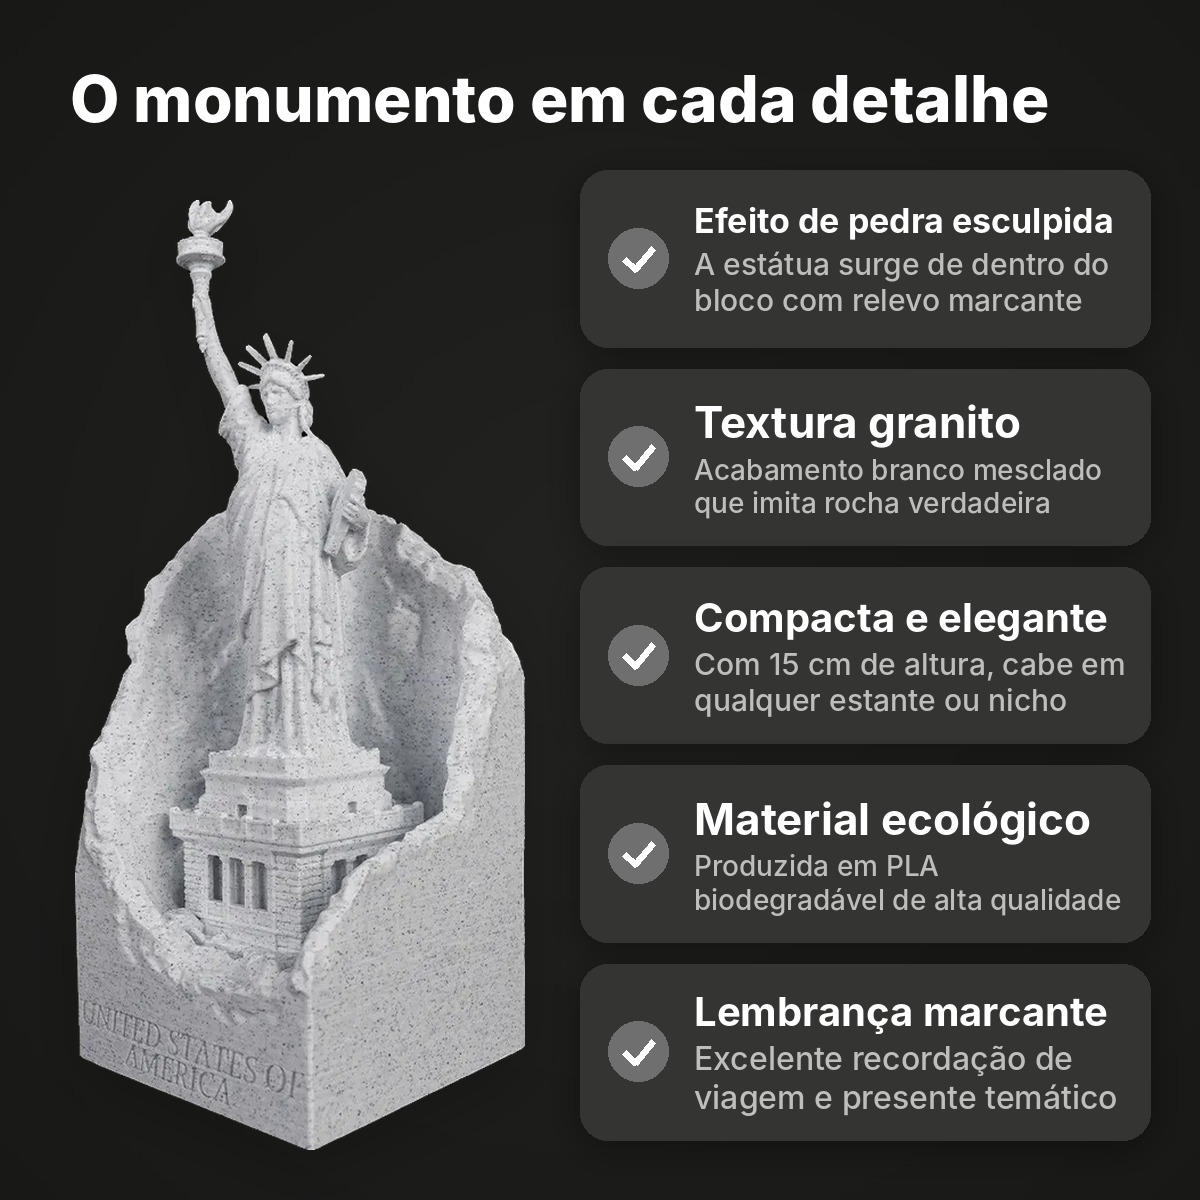 O monumento em cada detalhe
Efeito de pedra esculpida
A estátua surge de dentro do
bloco com relevo marcante
Textura granito
Acabamento branco mesclado
que imita rocha verdadeira
Compacta e elegante
Com 15 cm de altura, cabe em
qualquer estante ou nicho
Material ecológico
Produzida em PLA
biodegradável de alta qualidade
Lembrança marcante
Excelente recordação de
viagem e presente temático
UNITED STATES OF
AMERICA